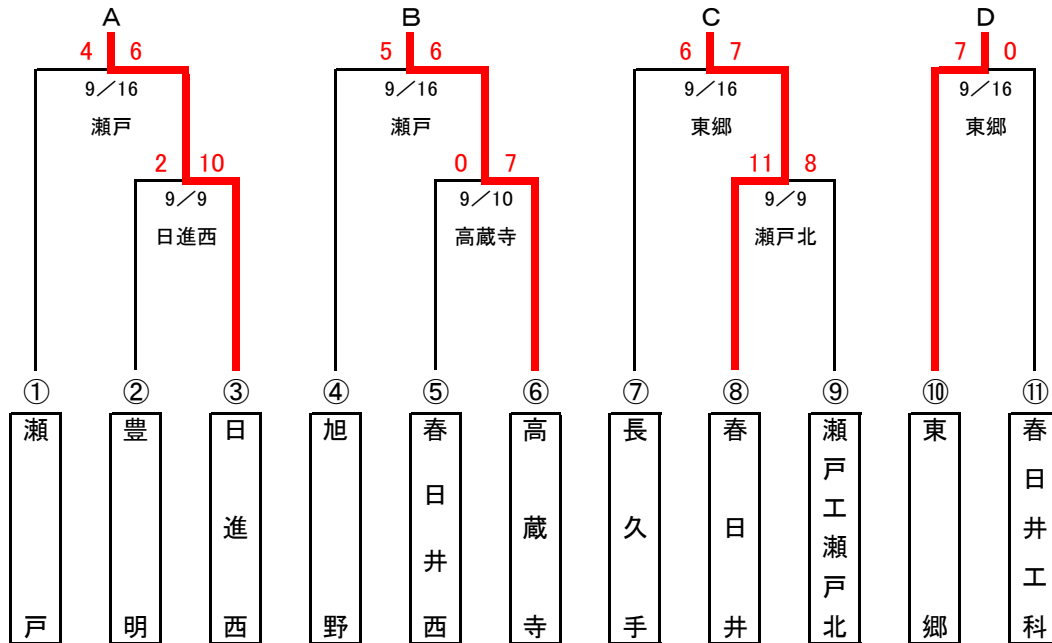 A B C D
4 6 5 6 6 7 7 0
9／16 9／16 9／16 9／16
瀬戸 瀬戸 東郷 東郷
2 10 0 7 11 8
9／9 9／10 9／9
日進西 高蔵寺 瀬戸北
① ② ③ ④ ⑤ ⑥ ⑦ ⑧ ⑨ ⑩ ⑪
瀬戸
豊明
日進西
旭野
春日井西
高蔵寺
長久手
春日井
瀬戸工瀬戸北
東郷
春日井工科